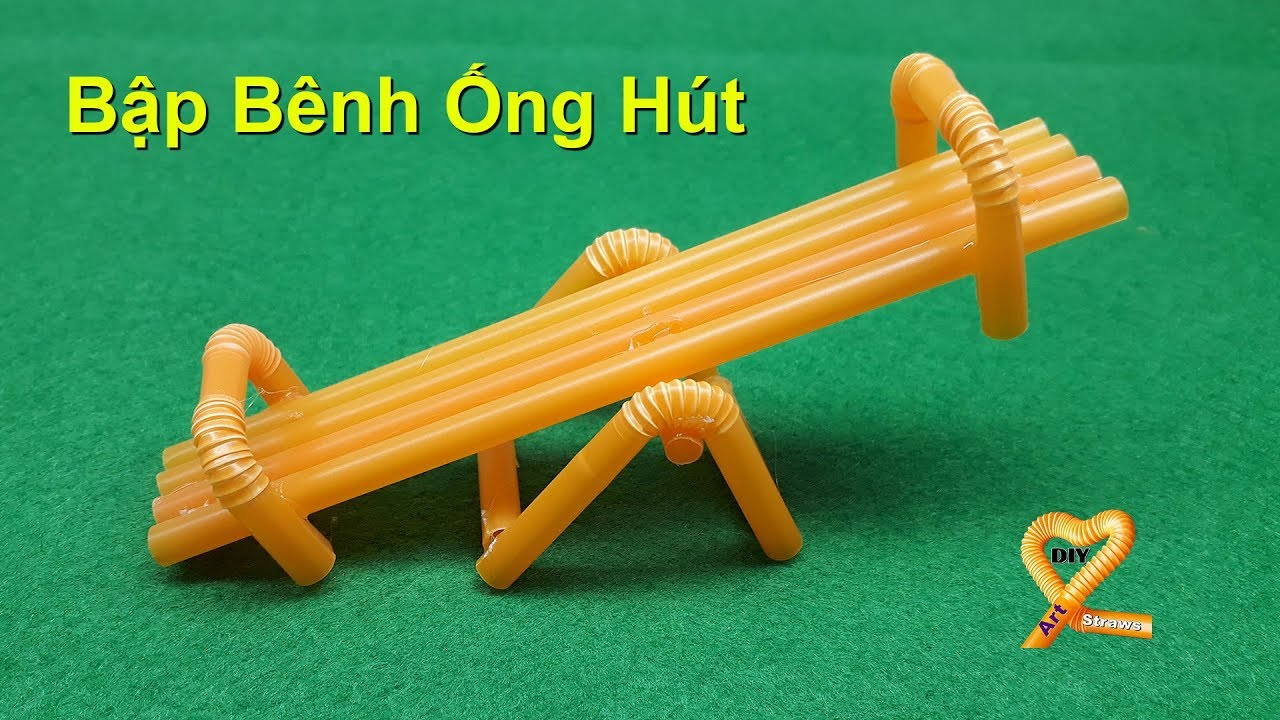 Bập Bênh Ống Hút
DIY
Art
Straws